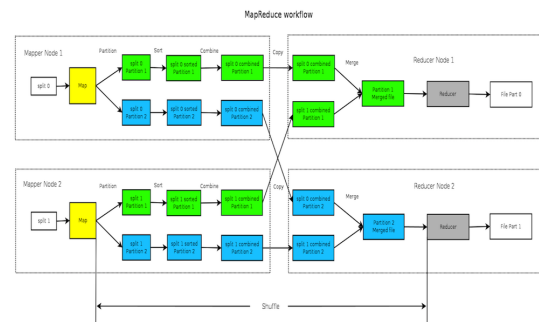 MapReduce workflow
Mapper Node 1
Partition
Sort
Combine
Copy
split 0
Map
split 0
Partition 1
split 0 sorted
Partition 1
split 0 combined
Partition 1
split 0
Partition 2
split 0 sorted
Partition 2
split 0 combined
Partition 2
Reducer Node 1
split 0 combined
Partition 1
Merge
split 1 combined
Partition 1
Partition 1
Merged file
Reducer
File Part 0
Mapper Node 2
Partition
Sort
Combine
Copy
split 1
Map
split 1
Partition 1
split 1 sorted
Partition 1
split 1 combined
Partition 1
split 1
Partition 2
split 1 sorted
Partition 2
split 1 combined
Partition 2
Reducer Node 2
split 0 combined
Partition 2
Merge
split 1 combined
Partition 2
Partition 2
Merged file
Reducer
File Part 1
Shuffle